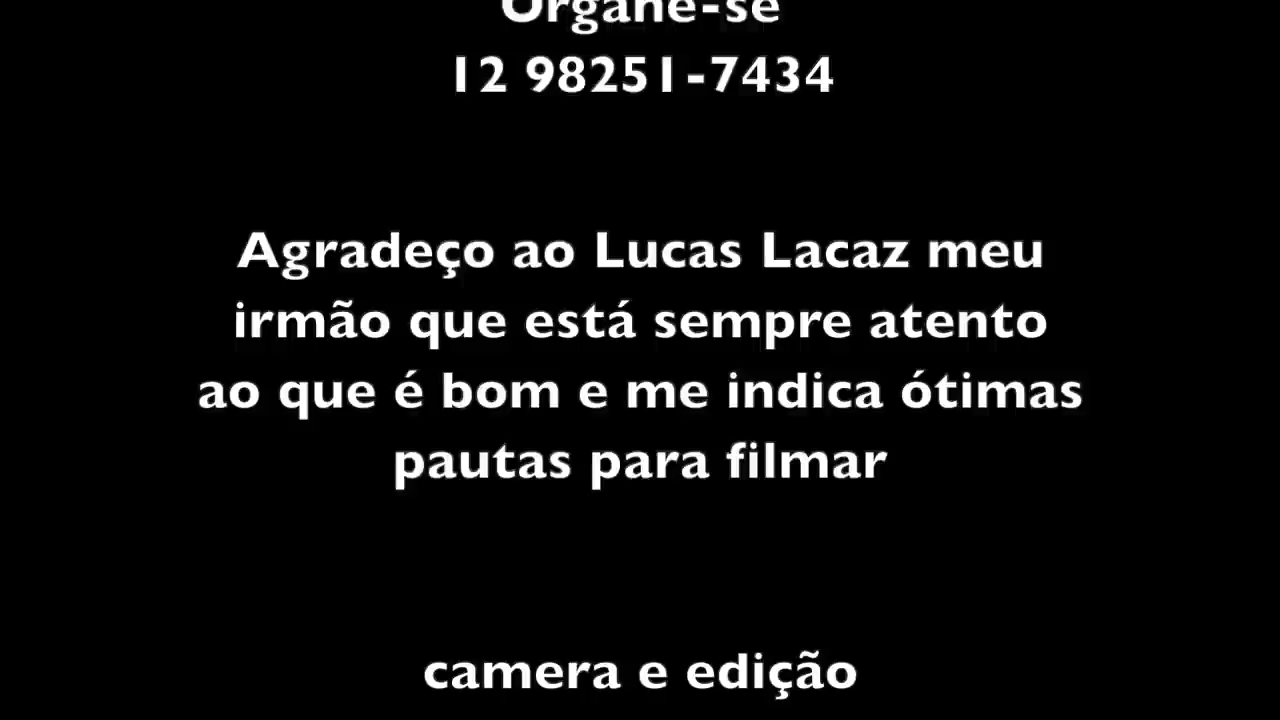 Organe-se
12 98251-7434
Agradeço ao Lucas Lacaz meu
irmão que está sempre atento
ao que é bom e me indica ótimas
pautas para filmar
camera e edição